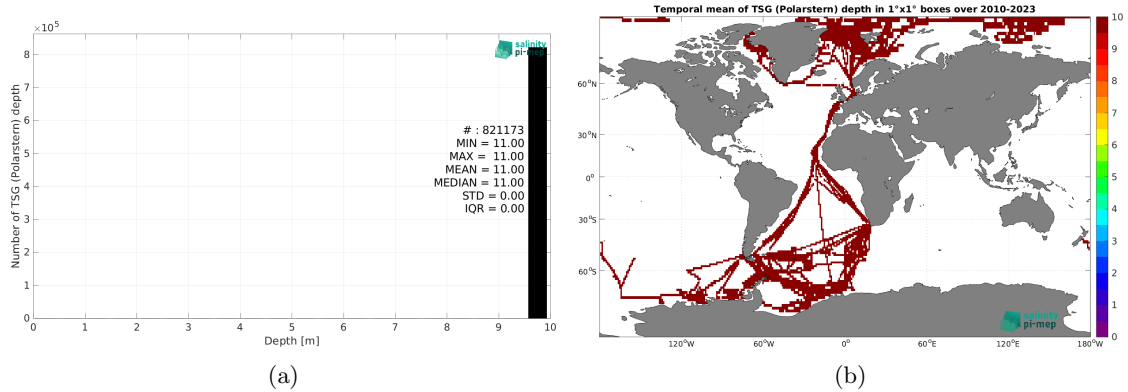 ×10⁵
8
7
6
5
4
3
2
1
0
Number of TSG (Polarstern) depth
# : 821173
MIN = 11.00
MAX = 11.00
MEAN = 11.00
MEDIAN = 11.00
STD = 0.00
IQR = 0.00
salinity
pi-mep
0 1 2 3 4 5 6 7 8 9 10
Depth [m]
(a)
Temporal mean of TSG (Polarstern) depth in 1°x1° boxes over 2010-2023
60°N
30°N
0°
30°S
60°S
120°W 60°W 0° 60°E 120°E 180°W
salinity
pi-mep
10
9
8
7
6
5
4
3
2
1
0
(b)